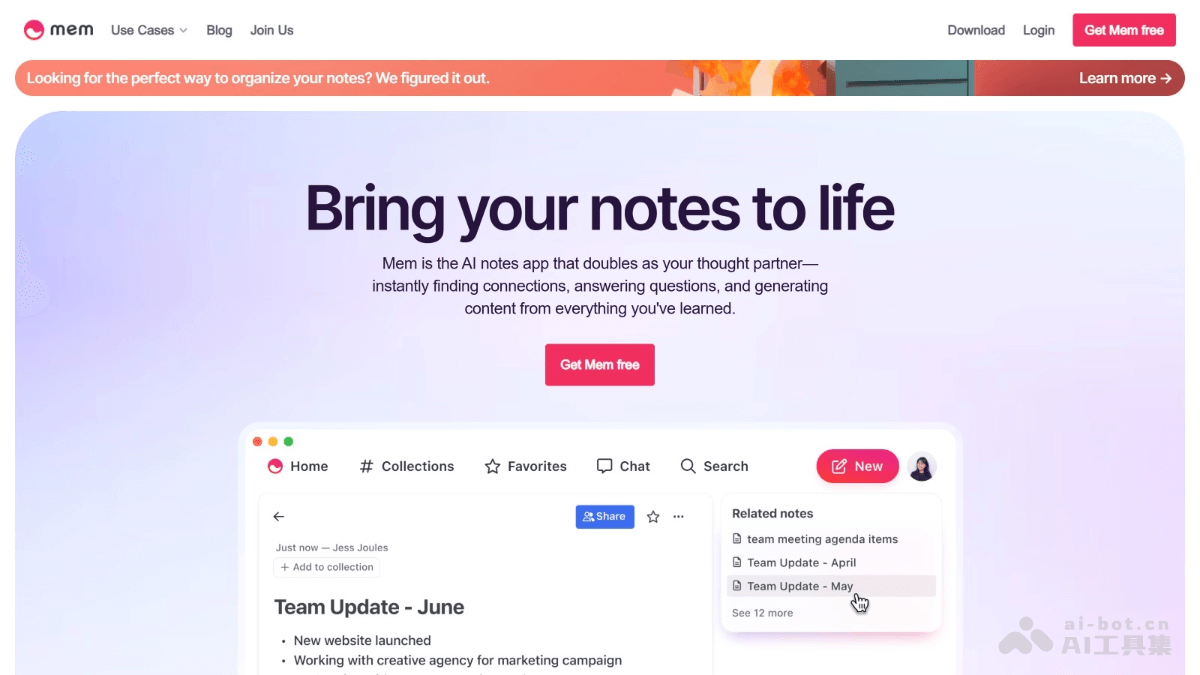 mem Use Cases Blog Join Us Download Login Get Mem free
Looking for the perfect way to organize your notes? We figured it out. Learn more →
Bring your notes to life
Mem is the AI notes app that doubles as your thought partner—
instantly finding connections, answering questions, and generating
content from everything you've learned.
Get Mem free
Home # Collections Favorites Chat Search New
← Share
Just now — Jess Joules
+ Add to collection
Team Update - June
• New website launched
• Working with creative agency for marketing campaign
Related notes
team meeting agenda items
Team Update - April
Team Update - May
See 12 more
ai-bot.cn
AI工具集